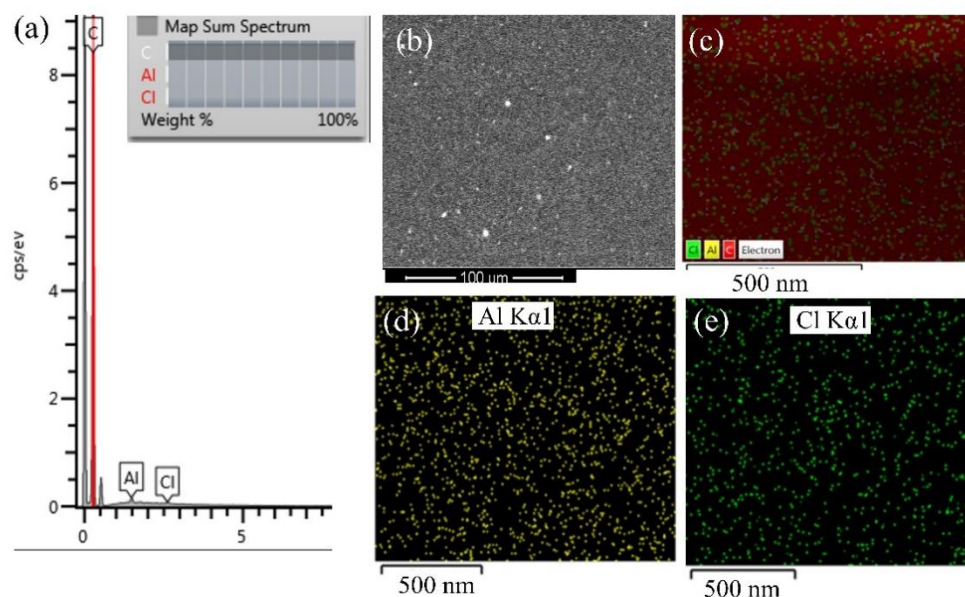 (a)
Map Sum Spectrum
C
Al
Cl
Weight % 100%
C
8
6
4
2
0
cps/ev
Al
Cl
0
5
(b)
100 µm
(c)
Cl Al C Electron
500 nm
(d)
Al Kα1
500 nm
(e)
Cl Kα1
500 nm